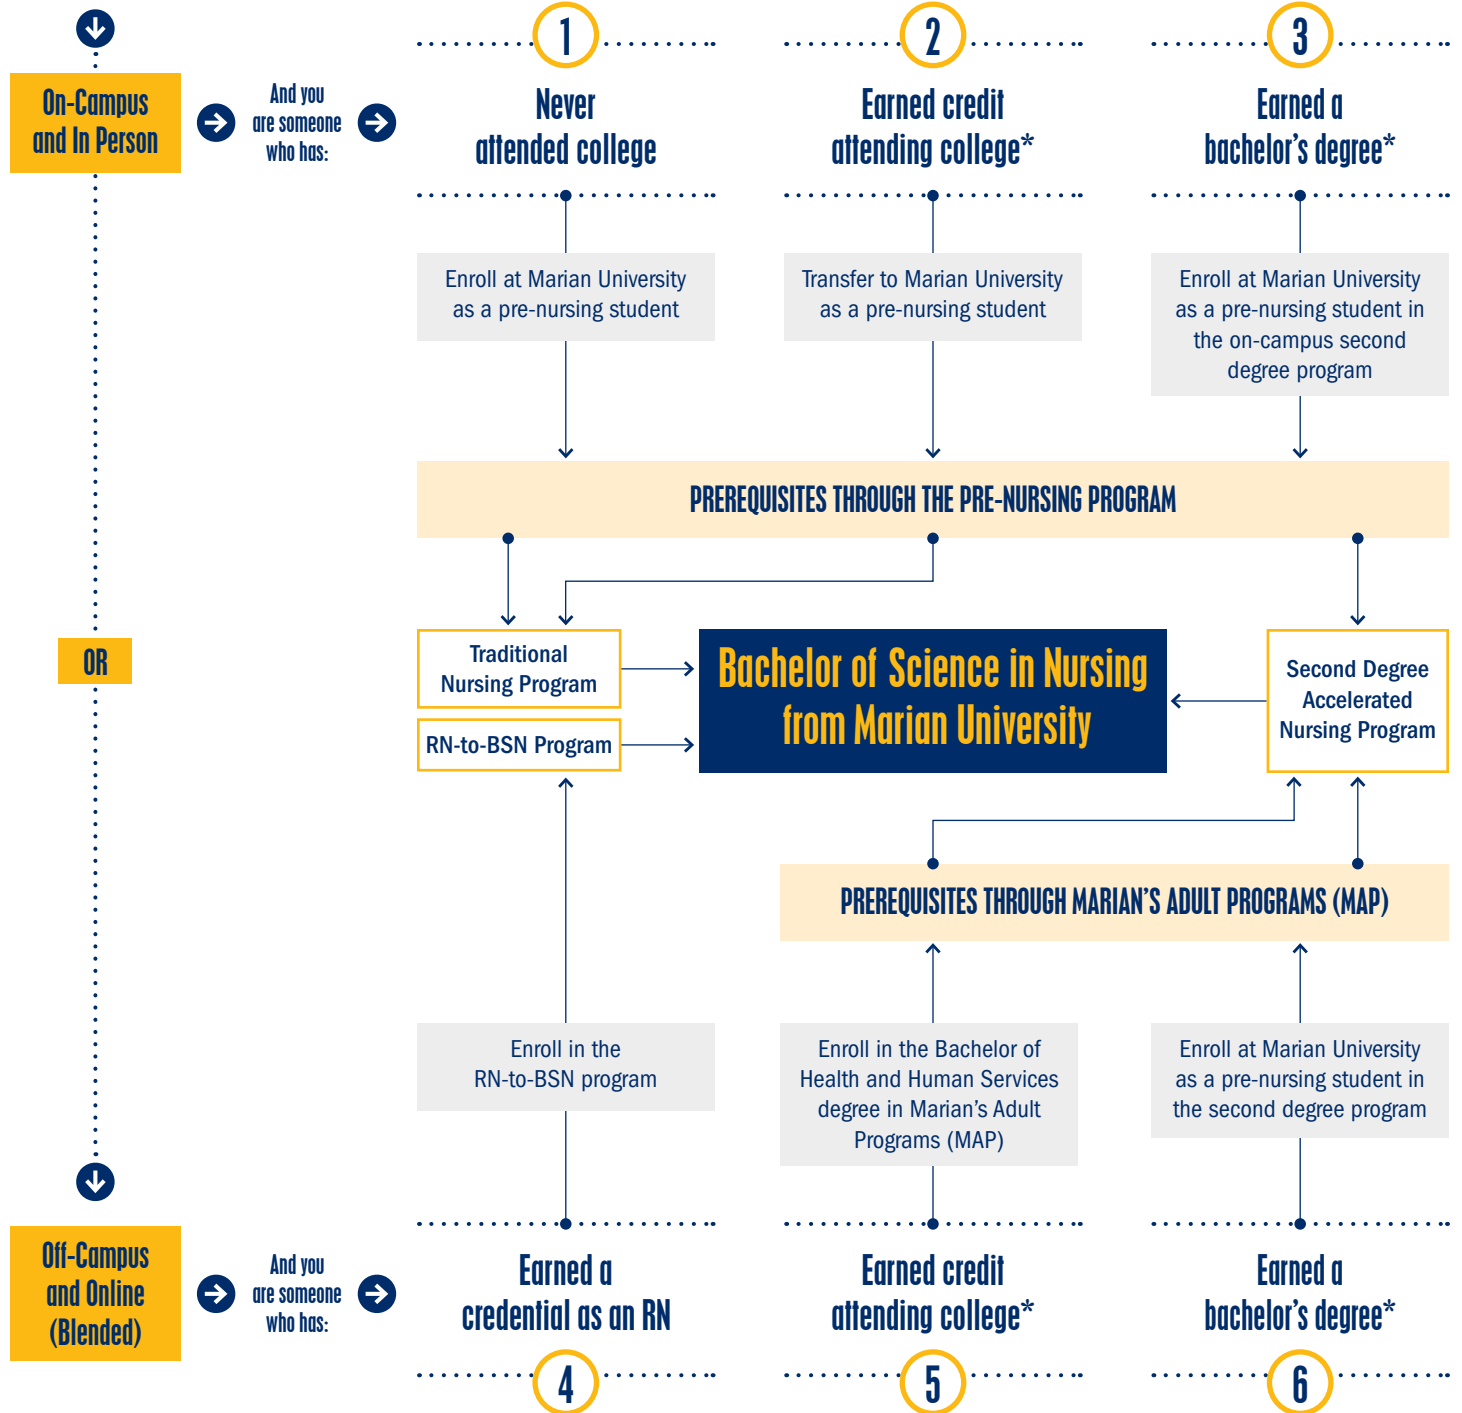 1
2
3
On-Campus
and In Person
And you
are someone
who has:
Never
attended college
Earned credit
attending college*
Earned a
bachelor's degree*
Enroll at Marian University
as a pre-nursing student
Transfer to Marian University
as a pre-nursing student
Enroll at Marian University
as a pre-nursing student in
the on-campus second
degree program
PREREQUISITES THROUGH THE PRE-NURSING PROGRAM
OR
Traditional
Nursing Program
RN-to-BSN Program
Bachelor of Science in Nursing
from Marian University
Second Degree
Accelerated
Nursing Program
PREREQUISITES THROUGH MARIAN'S ADULT PROGRAMS (MAP)
Enroll in the
RN-to-BSN program
Enroll in the Bachelor of
Health and Human Services
degree in Marian's Adult
Programs (MAP)
Enroll at Marian University
as a pre-nursing student in
the second degree program
Off-Campus
and Online
(Blended)
And you
are someone
who has:
Earned a
credential as an RN
Earned credit
attending college*
Earned a
bachelor's degree*
4
5
6